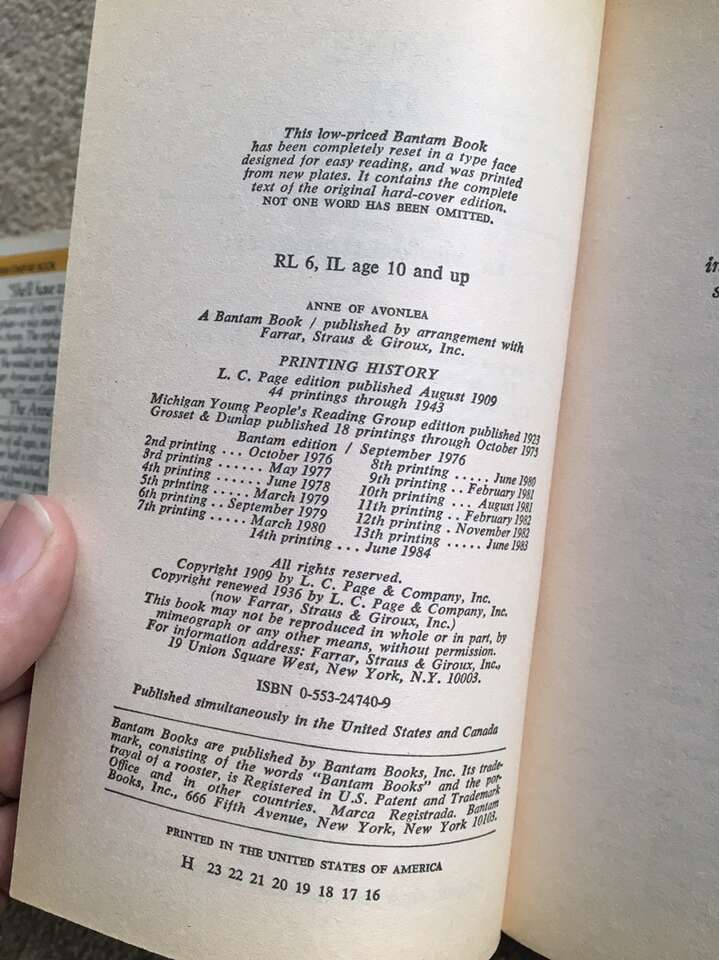 This low-priced Bantam Book
has been completely reset in a type face
designed for easy reading, and was printed
from new plates. It contains the complete
text of the original hard-cover edition.
NOT ONE WORD HAS BEEN OMITTED.
RL 6, IL age 10 and up
ANNE OF AVONLEA
A Bantam Book / published by arrangement with
Farrar, Straus & Giroux, Inc.
PRINTING HISTORY
L. C. Page edition published August 1909
44 printings through 1943
Michigan Young People's Reading Group edition published 1923
Grosset & Dunlap published 18 printings through October 1973
Bantam edition / September 1976
2nd printing ... October 1976
3rd printing ...... May 1977
4th printing ...... June 1978
5th printing ..... March 1979
6th printing .. September 1979
7th printing ..... March 1980
8th printing ..... June 1980
9th printing .. February 1981
10th printing ... August 1981
11th printing .. February 1982
12th printing . November 1982
13th printing ..... June 1983
14th printing ... June 1984
All rights reserved.
Copyright 1909 by L. C. Page & Company, Inc.
Copyright renewed 1936 by L. C. Page & Company, Inc.
(now Farrar, Straus & Giroux, Inc.)
This book may not be reproduced in whole or in part, by
mimeograph or any other means, without permission.
For information address: Farrar, Straus & Giroux, Inc.,
19 Union Square West, New York, N.Y. 10003.
ISBN 0-553-24740-9
Published simultaneously in the United States and Canada
Bantam Books are published by Bantam Books, Inc. Its trade-
mark, consisting of the words "Bantam Books" and the por-
trayal of a rooster, is Registered in U.S. Patent and Trademark
Office and in other countries. Marca Registrada. Bantam
Books, Inc., 666 Fifth Avenue, New York, New York 10103.
PRINTED IN THE UNITED STATES OF AMERICA
H 23 22 21 20 19 18 17 16
"She'll have to